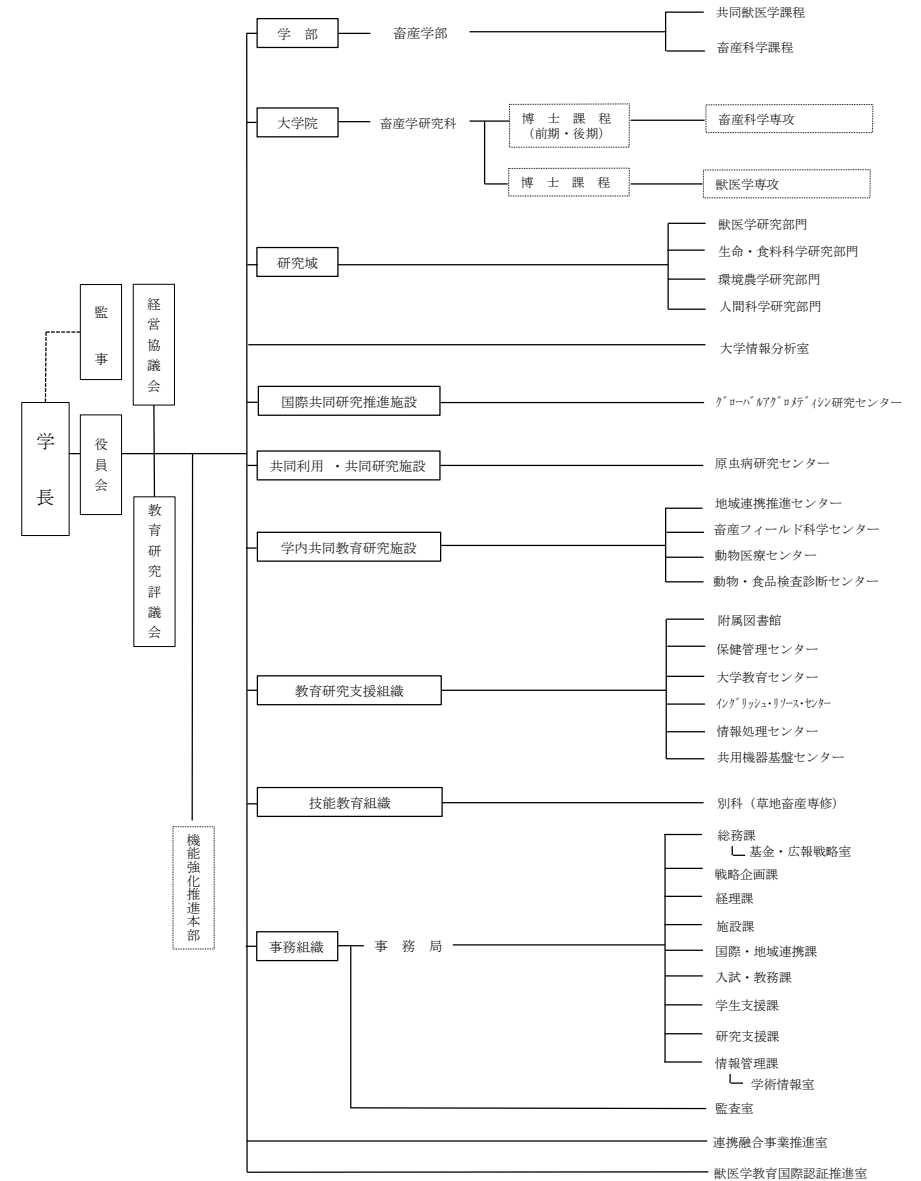 学長
監事
役員会
経営協議会
教育研究評議会
機能強化推進本部
学 部
畜産学部
共同獣医学課程
畜産科学課程
大学院
畜産学研究科
博 士 課 程
(前期・後期)
畜産科学専攻
博 士 課 程
獣医学専攻
研究域
獣医学研究部門
生命・食料科学研究部門
環境農学研究部門
人間科学研究部門
大学情報分析室
国際共同研究推進施設
グローバルアグロメディシン研究センター
共同利用 ・共同研究施設
原虫病研究センター
学内共同教育研究施設
地域連携推進センター
畜産フィールド科学センター
動物医療センター
動物・食品検査診断センター
教育研究支援組織
附属図書館
保健管理センター
大学教育センター
イングリッシュ・リソース・センター
情報処理センター
共用機器基盤センター
技能教育組織
別科(草地畜産専修)
事務組織
事 務 局
総務課
基金・広報戦略室
戦略企画課
経理課
施設課
国際・地域連携課
入試・教務課
学生支援課
研究支援課
情報管理課
学術情報室
監査室
連携融合事業推進室
獣医学教育国際認証推進室